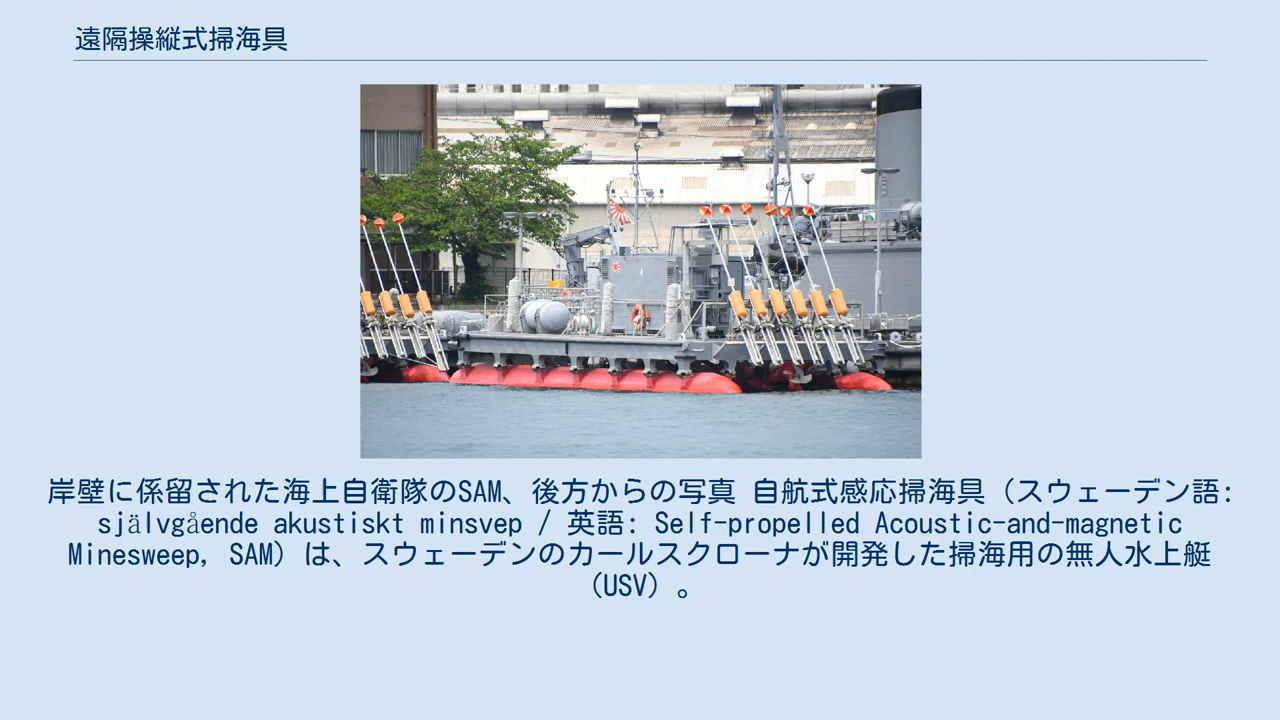 遠隔操縦式掃海具
岸壁に係留された海上自衛隊のSAM、後方からの写真 自航式感応掃海具（スウェーデン語:
självgående akustiskt minsvep / 英語: Self-propelled Acoustic-and-magnetic
Minesweep, SAM）は、スウェーデンのカールスクローナが開発した掃海用の無人水上艇
（USV）。